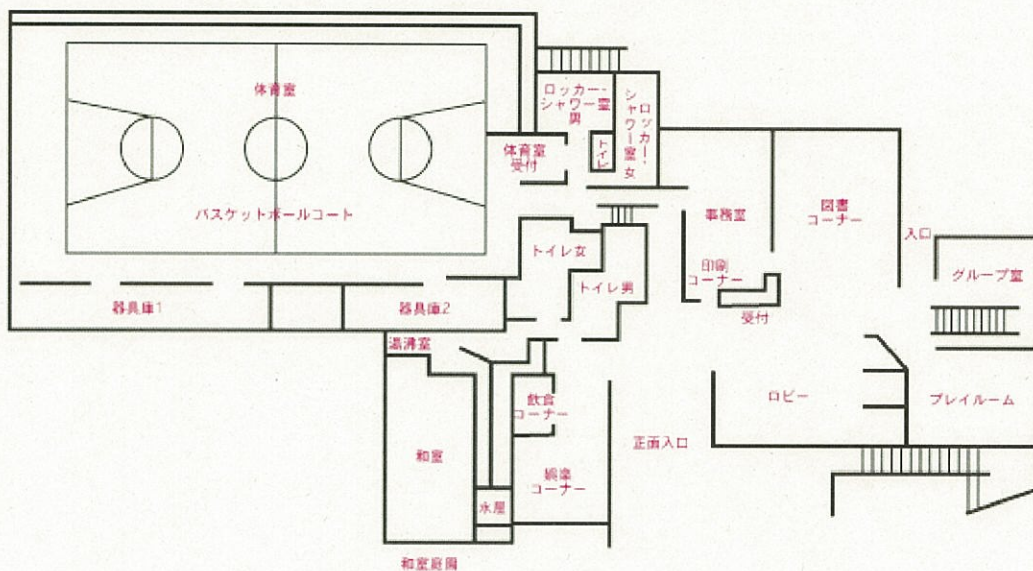 体育室
バスケットボールコート
器具庫1
器具庫2
ロッカー・
シャワー室
男
ロッカー・
シャワー室 女
トイレ
体育室
受付
トイレ女
トイレ男
事務室
印刷
コーナー
受付
図書
コーナー
入口
グループ室
プレイルーム
ロビー
正面入口
湯沸室
飲食
コーナー
娯楽
コーナー
和室
水屋
和室庭園